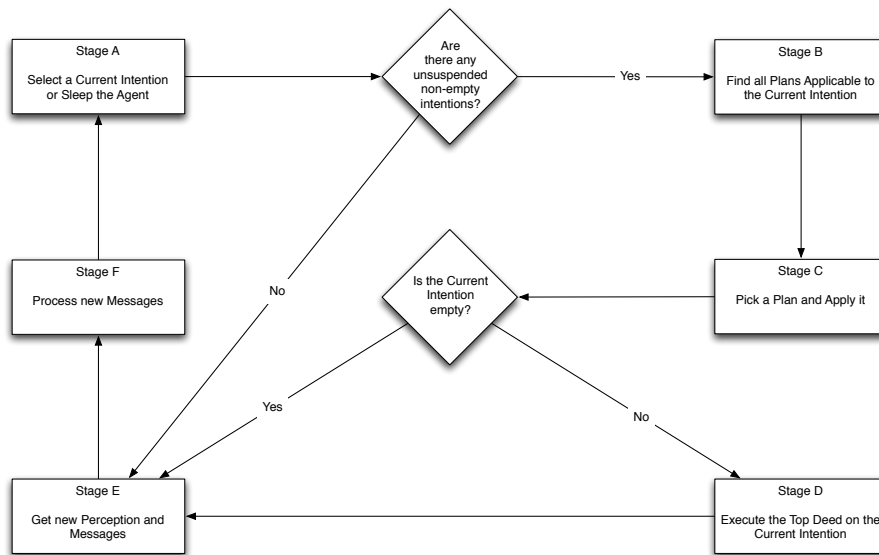 Stage A
Select a Current Intention
or Sleep the Agent
Are
there any
unsuspended
non-empty
intentions?
Yes
Stage B
Find all Plans Applicable to
the Current Intention
No
Stage F
Process new Messages
Is the Current
Intention
empty?
Stage C
Pick a Plan and Apply it
Yes
No
Stage E
Get new Perception and
Messages
Stage D
Execute the Top Deed on the
Current Intention